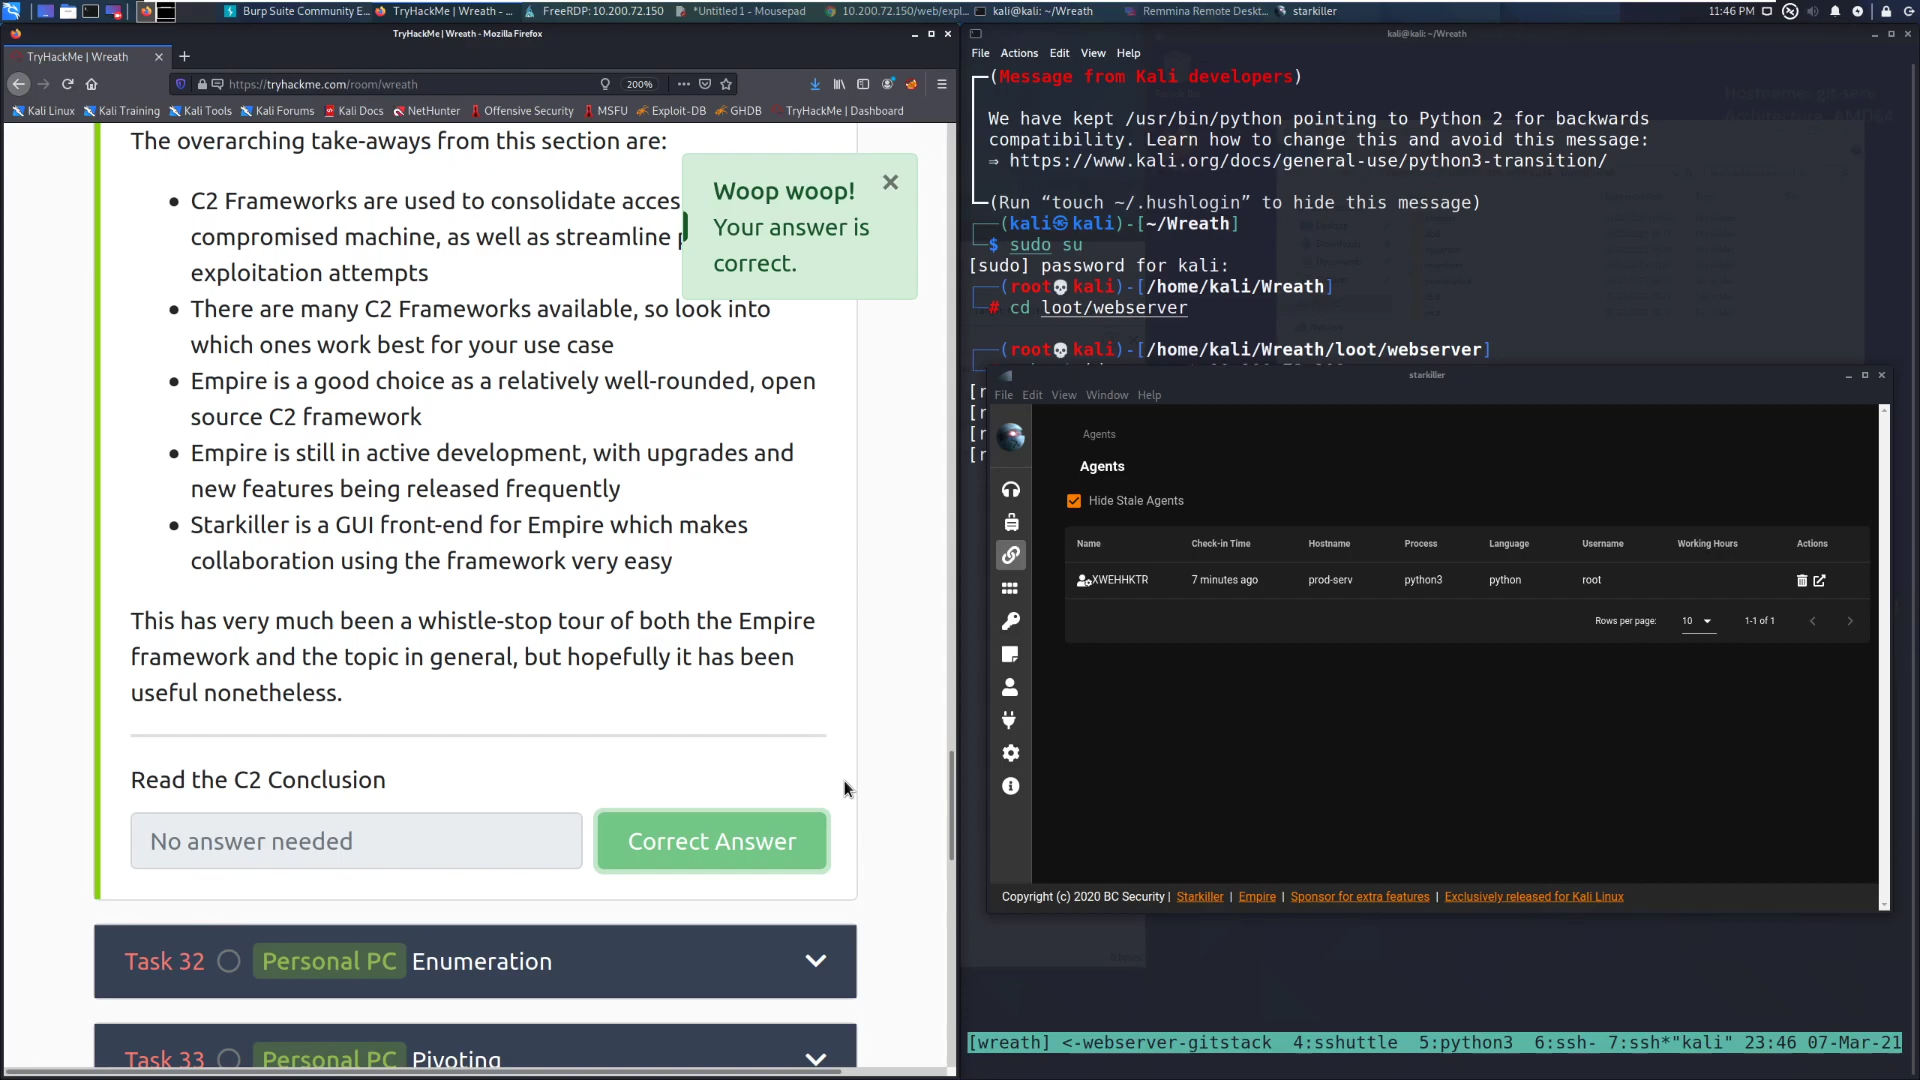 Burp Suite Community E...
TryHackMe | Wreath - ...
FreeRDP: 10.200.72.150
*Untitled 1 - Mousepad
10.200.72.150/web/expl...
kali@kali: ~/Wreath
Remmina Remote Deskt...
starkiller
11:46 PM
TryHackMe | Wreath - Mozilla Firefox
TryHackMe | Wreath
https://tryhackme.com/room/wreath
200%
Kali Linux
Kali Training
Kali Tools
Kali Forums
Kali Docs
NetHunter
Offensive Security
MSFU
Exploit-DB
GHDB
TryHackMe | Dashboard
The overarching take-aways from this section are:
Woop woop!
Your answer is
correct.
• C2 Frameworks are used to consolidate acces
compromised machine, as well as streamline
exploitation attempts
• There are many C2 Frameworks available, so look into
which ones work best for your use case
• Empire is a good choice as a relatively well-rounded, open
source C2 framework
• Empire is still in active development, with upgrades and
new features being released frequently
• Starkiller is a GUI front-end for Empire which makes
collaboration using the framework very easy
This has very much been a whistle-stop tour of both the Empire
framework and the topic in general, but hopefully it has been
useful nonetheless.
Read the C2 Conclusion
No answer needed
Correct Answer
Task 32 Personal PC Enumeration
Task 33 Personal PC Pivoting
kali@kali: ~/Wreath
File Actions Edit View Help
(Message from Kali developers)
We have kept /usr/bin/python pointing to Python 2 for backwards
compatibility. Learn how to change this and avoid this message:
⇒ https://www.kali.org/docs/general-use/python3-transition/
(Run “touch ~/.hushlogin” to hide this message)
(kali㉿kali)-[~/Wreath]
$ sudo su
[sudo] password for kali:
(root💀kali)-[/home/kali/Wreath]
# cd loot/webserver
(root💀kali)-[/home/kali/Wreath/loot/webserver]
[r
[r
[r
[r
starkiller
File Edit View Window Help
Agents
Agents
Hide Stale Agents
Name Check-in Time Hostname Process Language Username Working Hours Actions
XWEHHKTR 7 minutes ago prod-serv python3 python root
Rows per page: 10 1-1 of 1
Copyright (c) 2020 BC Security | Starkiller | Empire | Sponsor for extra features | Exclusively released for Kali Linux
[wreath] <-webserver-gitstack 4:sshuttle 5:python3 6:ssh- 7:ssh*"kali" 23:46 07-Mar-21